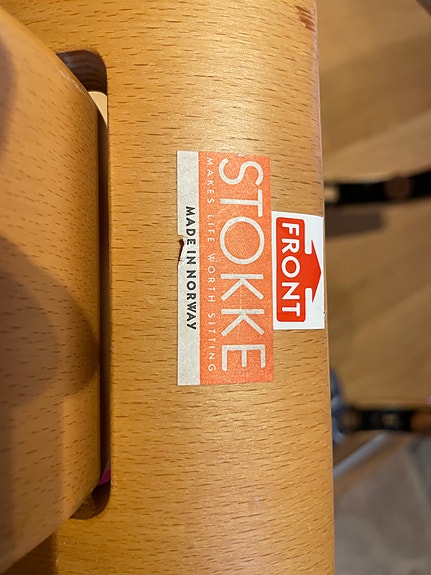 STOKKE
MAKES LIFE WORTH SITTING
MADE IN NORWAY
FRONT